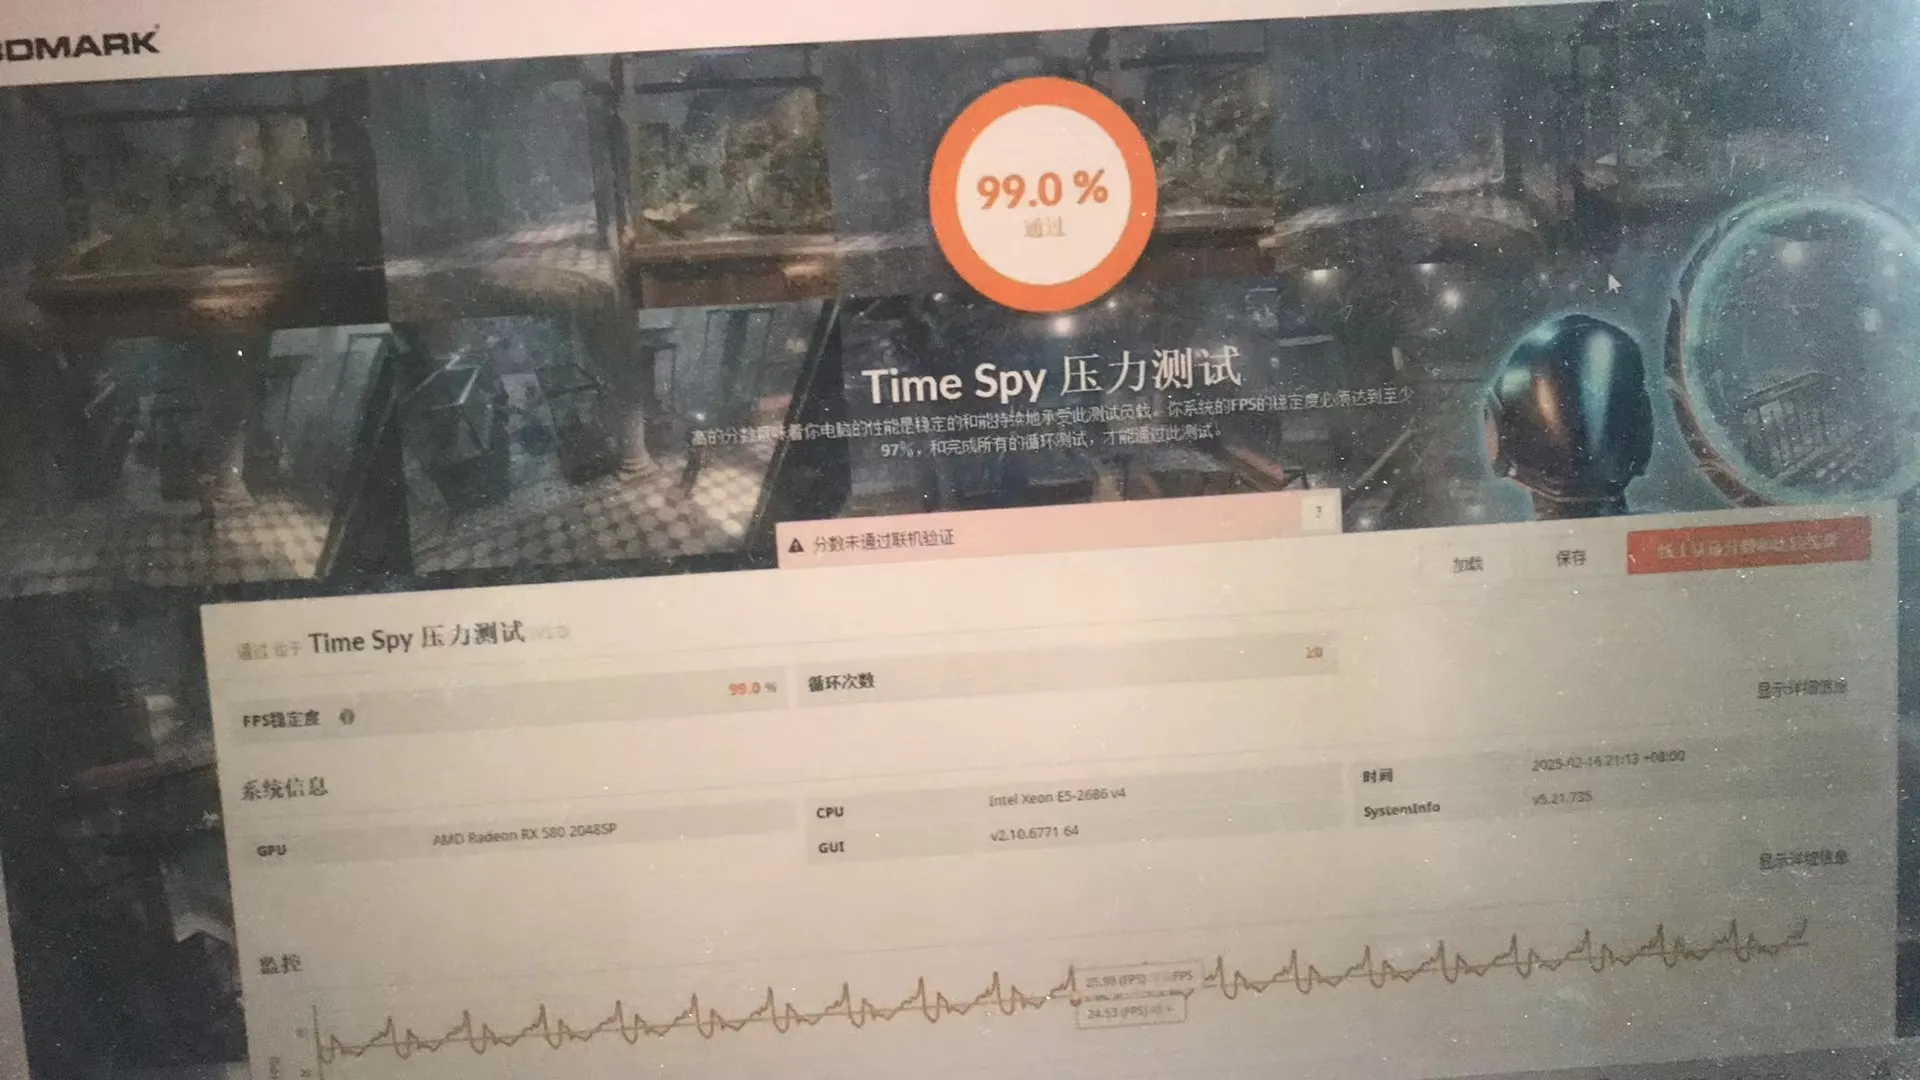 3DMARK
99.0 %
通过
Time Spy 压力测试
高的分数意味着你电脑的性能是稳定的和能持续地承受此测试负载。你系统的FPS的稳定度必须达到至少
97%，和完成所有的循环测试，才能通过此测试。
分数未通过联机验证
?
加载
保存
通过 位于 Time Spy 压力测试
FPS稳定度
99.0 %
循环次数
20
显示详细信息
系统信息
GPU
AMD Radeon RX 580 2048SP
CPU
Intel Xeon E5-2686 v4
GUI
v2.10.6771 64
时间
2025-02-16 21:13 +08:00
SystemInfo
v5.21.735
显示详细信息
监控
25.98 (FPS)
24.53 (FPS)